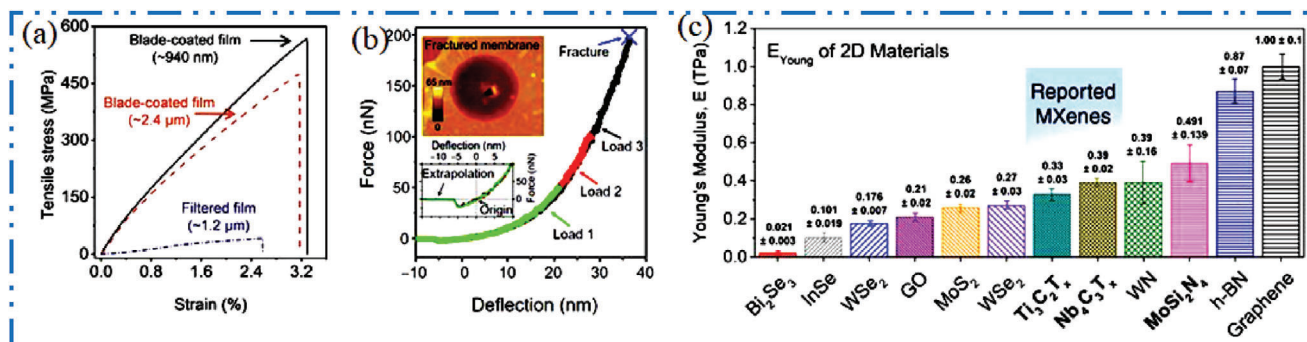 (a)
600
450
300
150
0
Tensile stress (MPa)
Blade-coated film
(~940 nm)
Blade-coated film
(~2.4 μm)
Filtered film
(~1.2 μm)
0.0 0.8 1.6 2.4 3.2
Strain (%)
(b)
200
150
100
50
0
Force (nN)
Fractured membrane
65 nm
0
Fracture
Deflection (nm)
−10 −5 0 5
50
0
Force (nN)
Extrapolation
Origin
Load 3
Load 2
Load 1
−10 0 10 20 30 40
Deflection (nm)
(c)
1.2
1.0
0.8
0.6
0.4
0.2
0.0
Young's Modulus, E (TPa)
E Young of 2D Materials
Reported
MXenes
0.021
± 0.003
0.101
± 0.019
0.176
± 0.007
0.21
± 0.02
0.26
± 0.02
0.27
± 0.03
0.33
± 0.03
0.39
± 0.02
0.39
± 0.16
0.491
± 0.139
0.87
± 0.07
1.00 ± 0.1
Bi₂Se₃
InSe
WSe₂
GO
MoS₂
WSe₂
Ti₃C₂Tₓ
Nb₄C₃Tₓ
WN
MoSi₂N₄
h-BN
Graphene